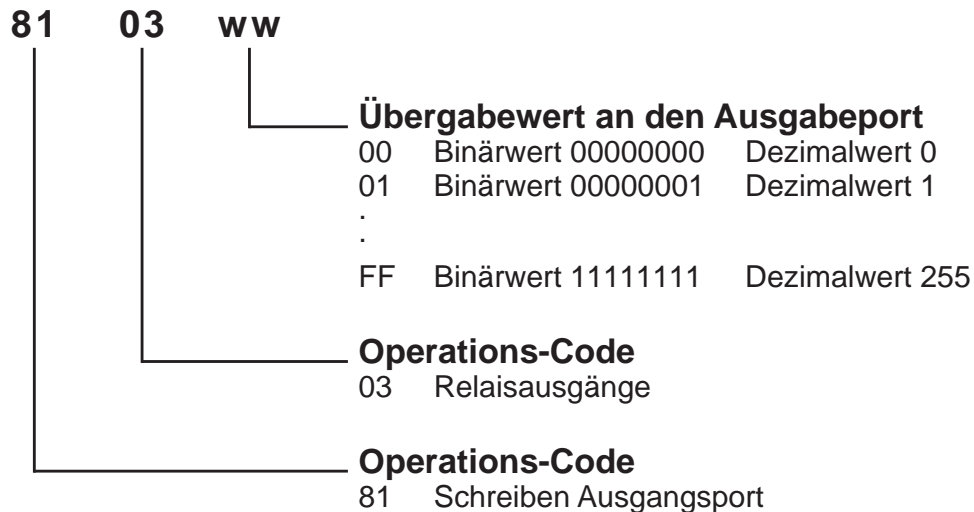 81 03 ww
Übergabewert an den Ausgabeport
00 Binärwert 00000000 Dezimalwert 0
01 Binärwert 00000001 Dezimalwert 1
.
.
FF Binärwert 11111111 Dezimalwert 255
Operations-Code
03 Relaisausgänge
Operations-Code
81 Schreiben Ausgangsport